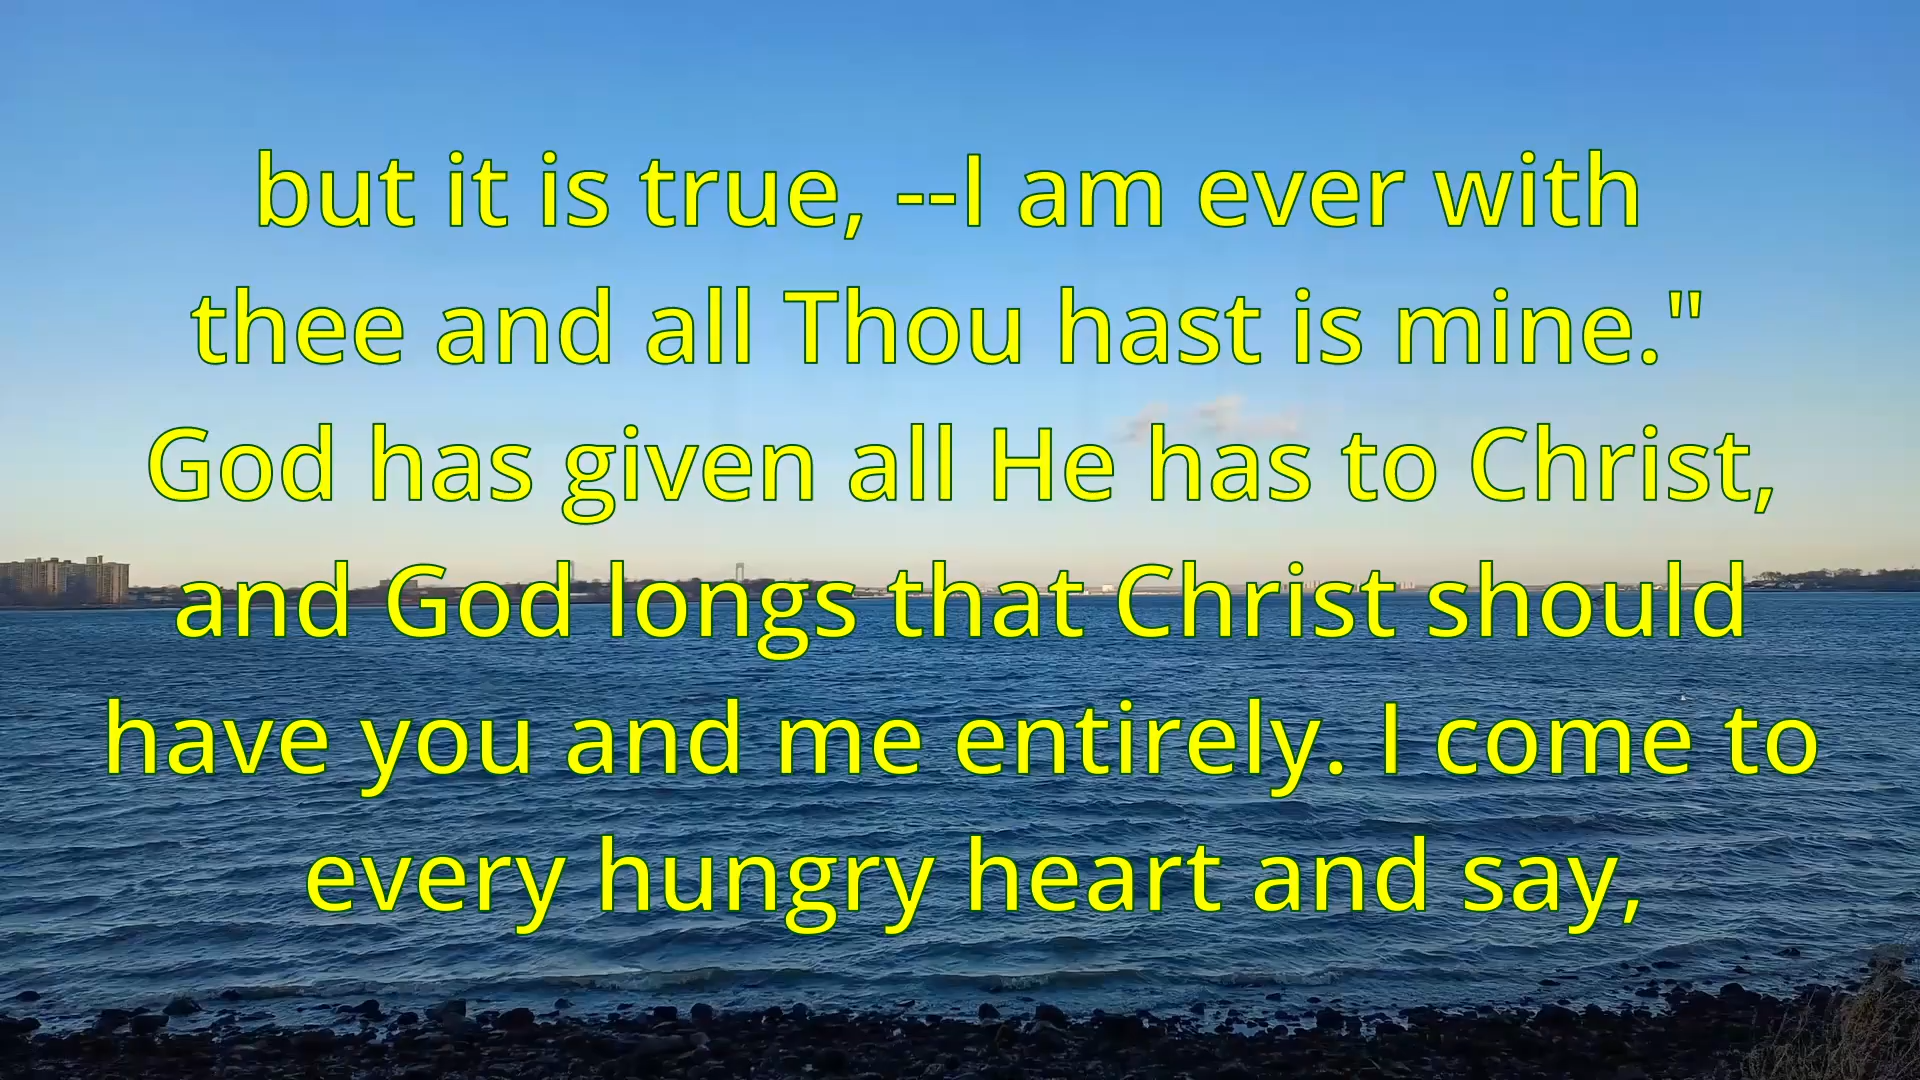 but it is true, --I am ever with
thee and all Thou hast is mine."
God has given all He has to Christ,
and God longs that Christ should
have you and me entirely. I come to
every hungry heart and say,